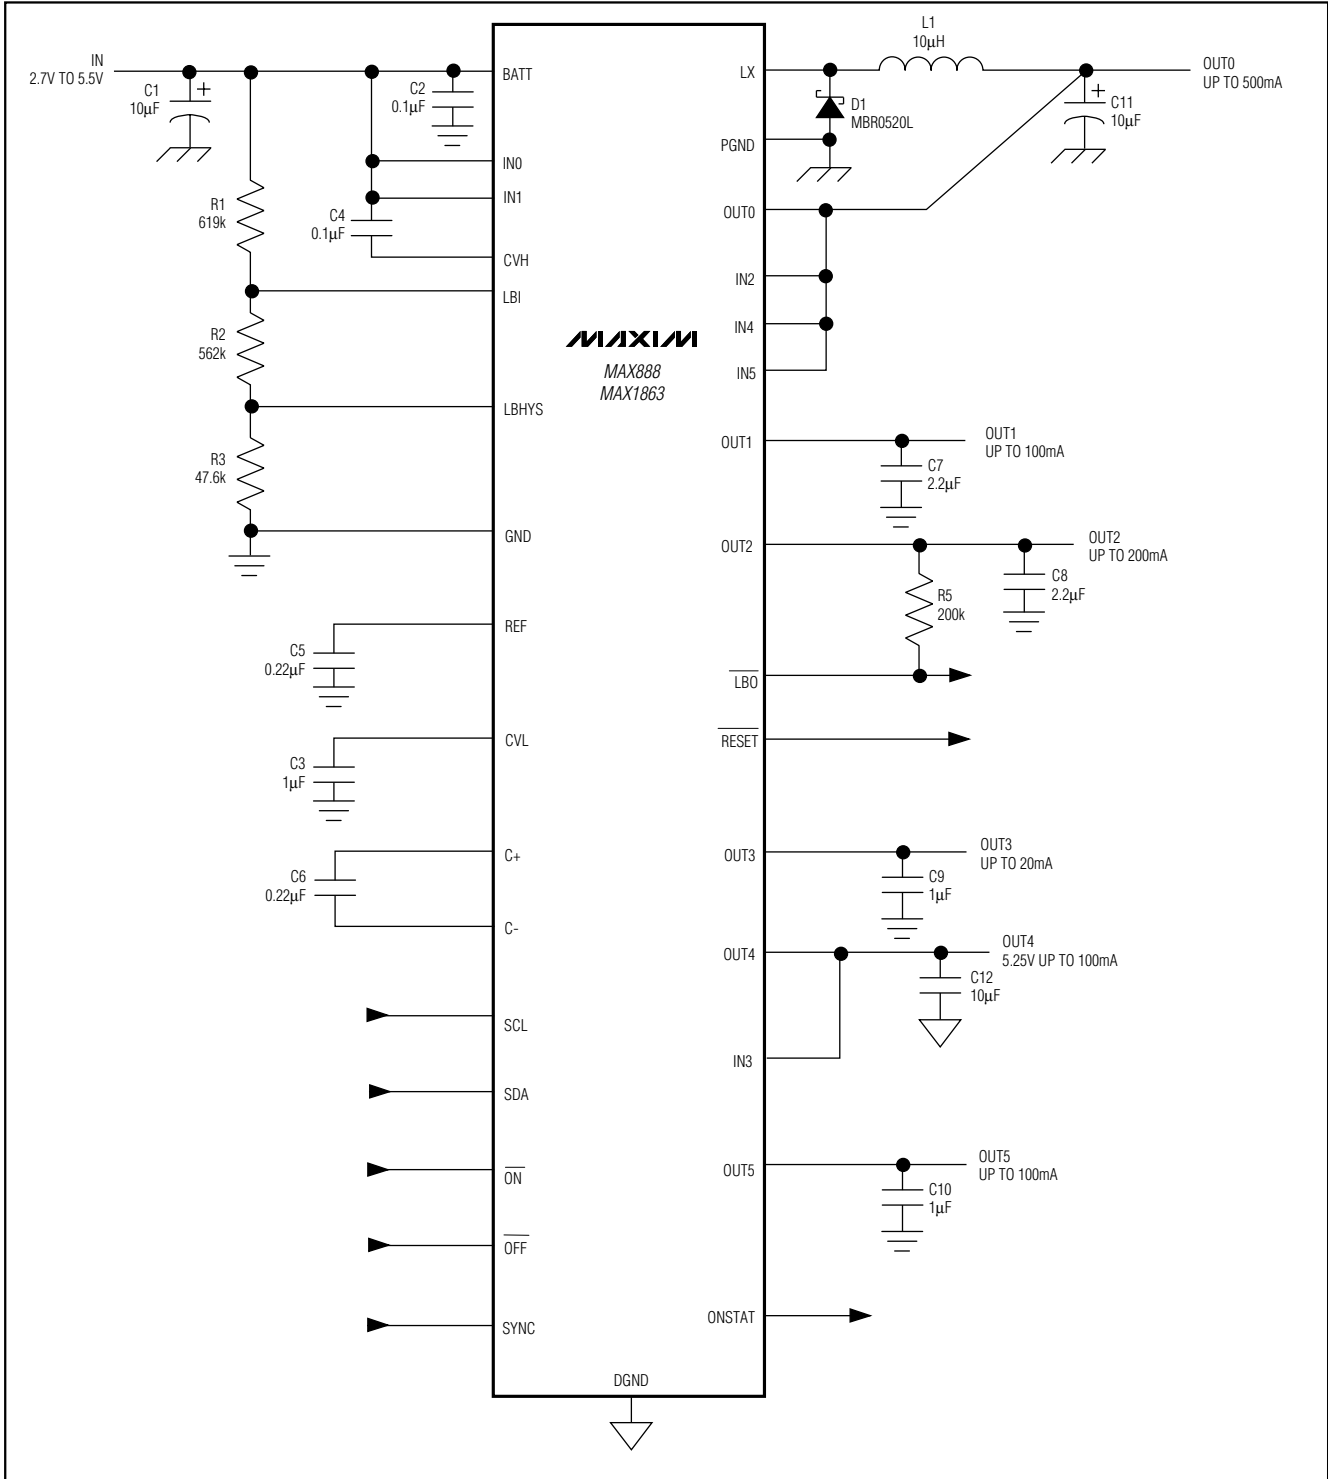 IN
2.7V TO 5.5V
C1
10µF
+
R1
619k
R2
562k
R3
47.6k
C2
0.1µF
C4
0.1µF
C5
0.22µF
C3
1µF
C6
0.22µF
BATT
IN0
IN1
CVH
LBI
LBHYS
GND
REF
CVL
C+
C-
SCL
SDA
ON
OFF
SYNC
MAXIM
MAX888
MAX1863
DGND
LX
PGND
OUT0
IN2
IN4
IN5
OUT1
OUT2
LBO
RESET
OUT3
OUT4
IN3
OUT5
ONSTAT
L1
10µH
D1
MBR0520L
+
C11
10µF
OUT0
UP TO 500mA
OUT1
UP TO 100mA
C7
2.2µF
OUT2
UP TO 200mA
C8
2.2µF
R5
200k
OUT3
UP TO 20mA
C9
1µF
OUT4
5.25V UP TO 100mA
C12
10µF
OUT5
UP TO 100mA
C10
1µF